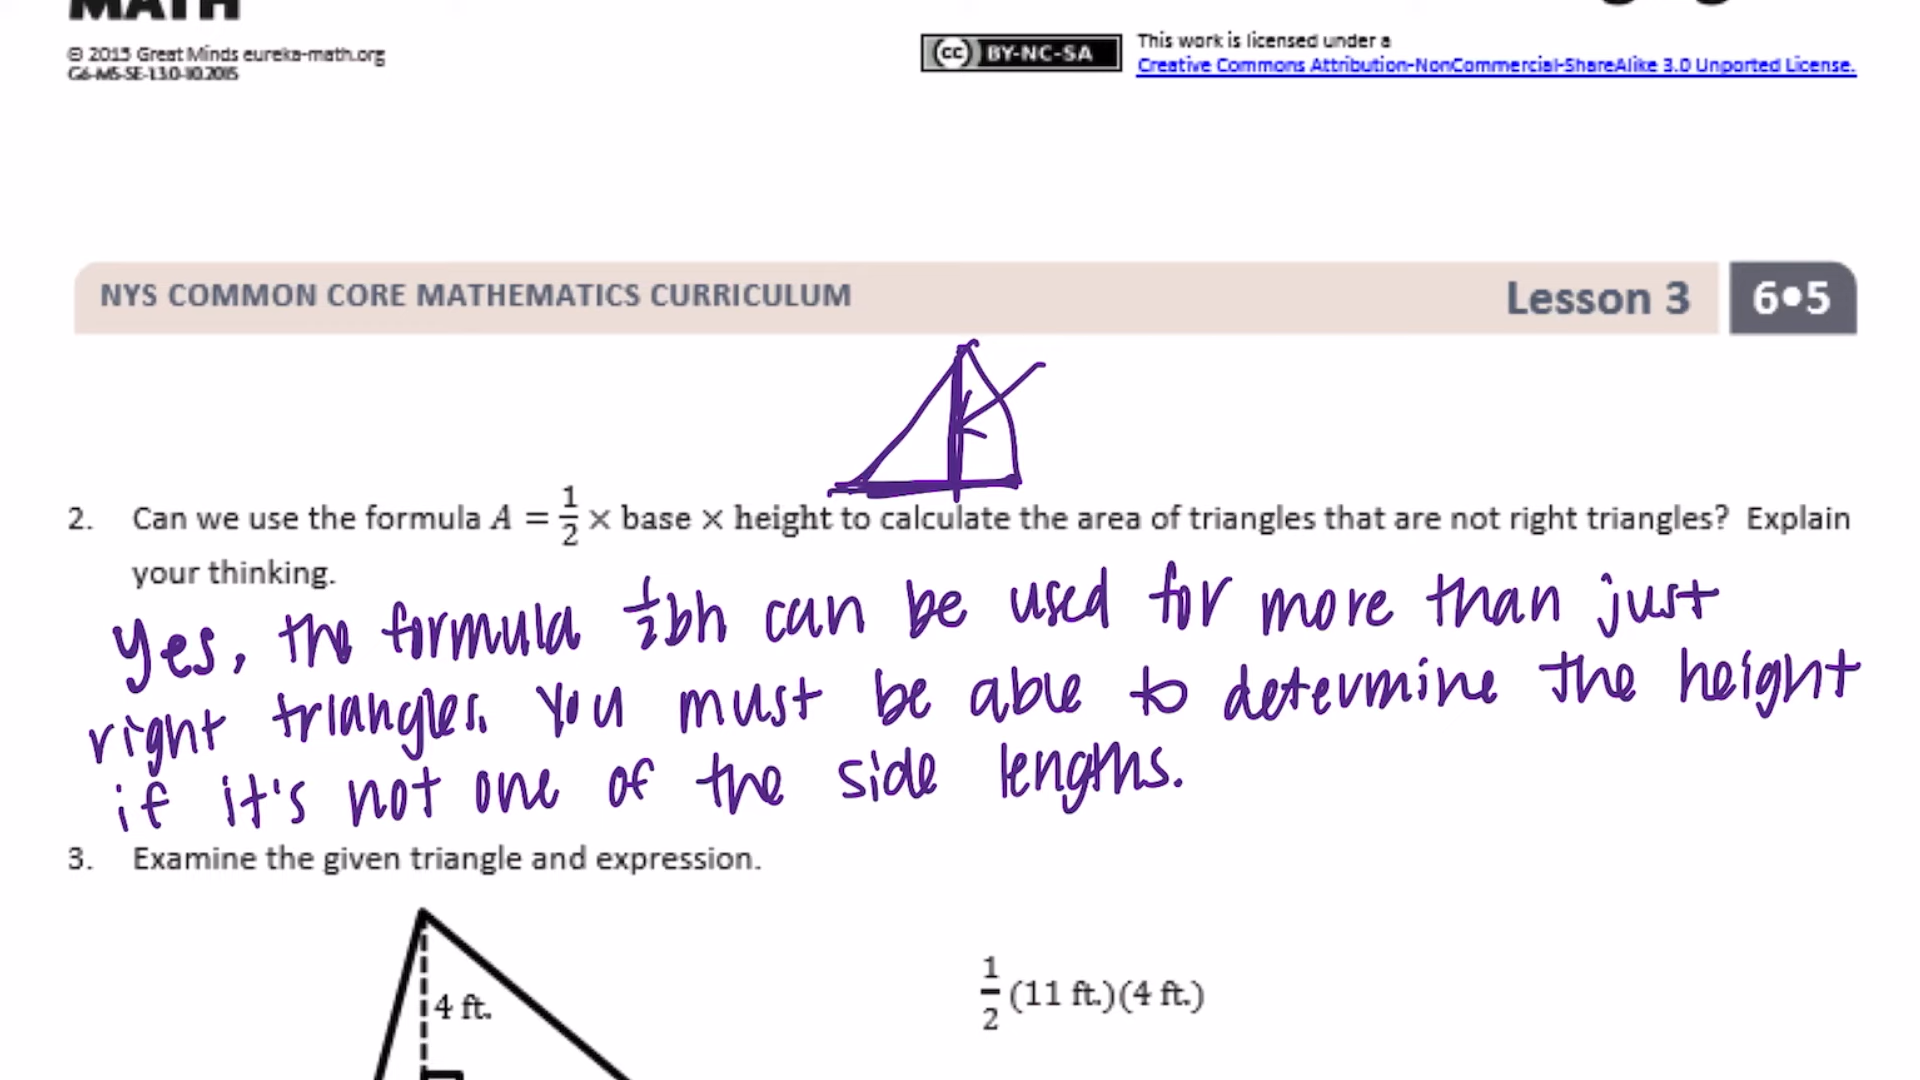 MATH
© 2015 Great Minds eureka-math.org
G6-M5-SE-1.3.0-10.2015
cc BY-NC-SA
This work is licensed under a
Creative Commons Attribution-NonCommercial-ShareAlike 3.0 Unported License.
NYS COMMON CORE MATHEMATICS CURRICULUM
Lesson 3
6•5
2. Can we use the formula A = 1/2 × base × height to calculate the area of triangles that are not right triangles? Explain
your thinking.
Yes, the formula 1/2bh can be used for more than just
right triangles. You must be able to determine the height
if it's not one of the side lengths.
3. Examine the given triangle and expression.
4 ft.
1/2 (11 ft.)(4 ft.)